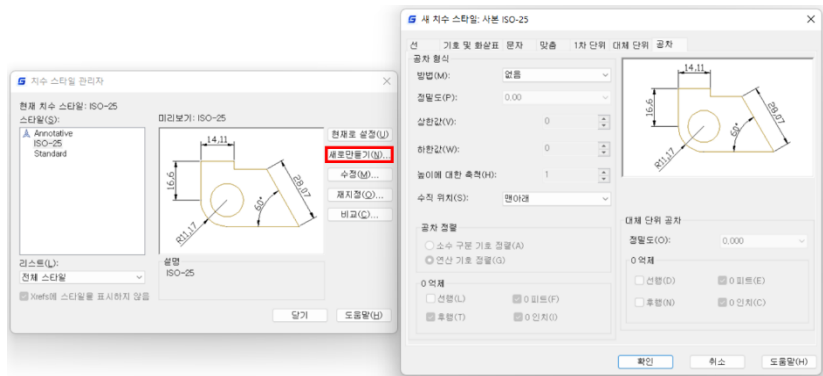 치수 스타일 관리자
현재 치수 스타일: ISO-25
스타일(S):
Annotative
ISO-25
Standard
미리보기: ISO-25
14,11
16,6
28,07
60°
R11,17
현재로 설정(U)
새로만들기(N)...
수정(M)...
재지정(O)...
비교(C)...
리스트(L):
전체 스타일
Xrefs에 스타일을 표시하지 않음
설명
ISO-25
닫기
도움말(H)
새 치수 스타일: 사본 ISO-25
선 기호 및 화살표 문자 맞춤 1차 단위 대체 단위 공차
공차 형식
방법(M): 없음
정밀도(P): 0.00
상한값(V): 0
하한값(W): 0
높이에 대한 축척(H): 1
수직 위치(S): 맨아래
공차 정렬
소수 구분 기호 정렬(A)
연산 기호 정렬(G)
0 억제
선행(L) 0 피트(F)
후행(T) 0 인치(I)
14,11
16,6
28,07
60°
R11,17
대체 단위 공차
정밀도(O): 0,000
0 억제
선행(D) 0 피트(E)
후행(N) 0 인치(C)
확인 취소 도움말(H)